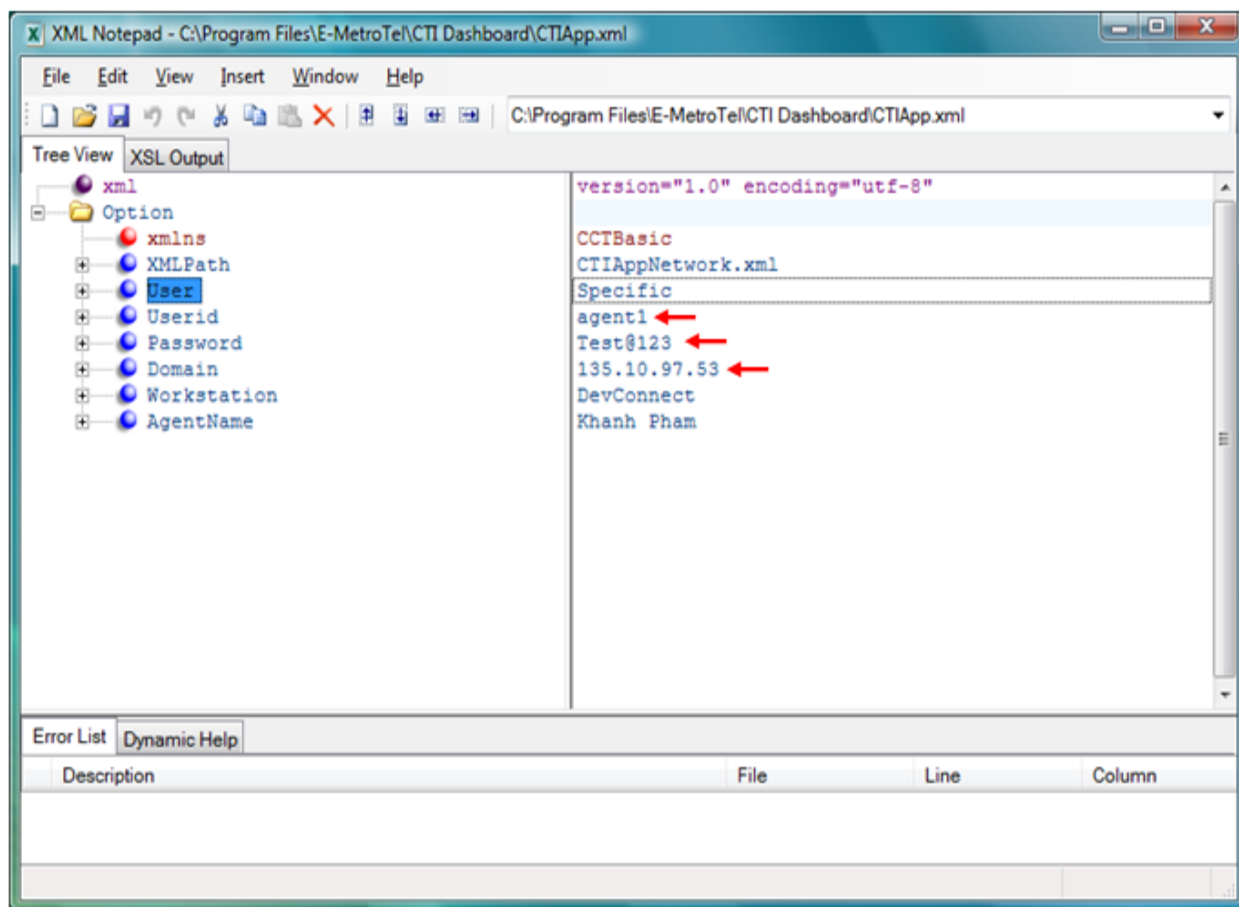 XML Notepad - C:\Program Files\E-MetroTel\CTI Dashboard\CTIApp.xml
File Edit View Insert Window Help
C:\Program Files\E-MetroTel\CTI Dashboard\CTIApp.xml
Tree View XSL Output
xml version="1.0" encoding="utf-8"
Option
xmlns CCTBasic
XMLPath CTIAppNetwork.xml
User Specific
Userid agent1
Password Test@123
Domain 135.10.97.53
Workstation DevConnect
AgentName Khanh Pham
Error List Dynamic Help
Description File Line Column